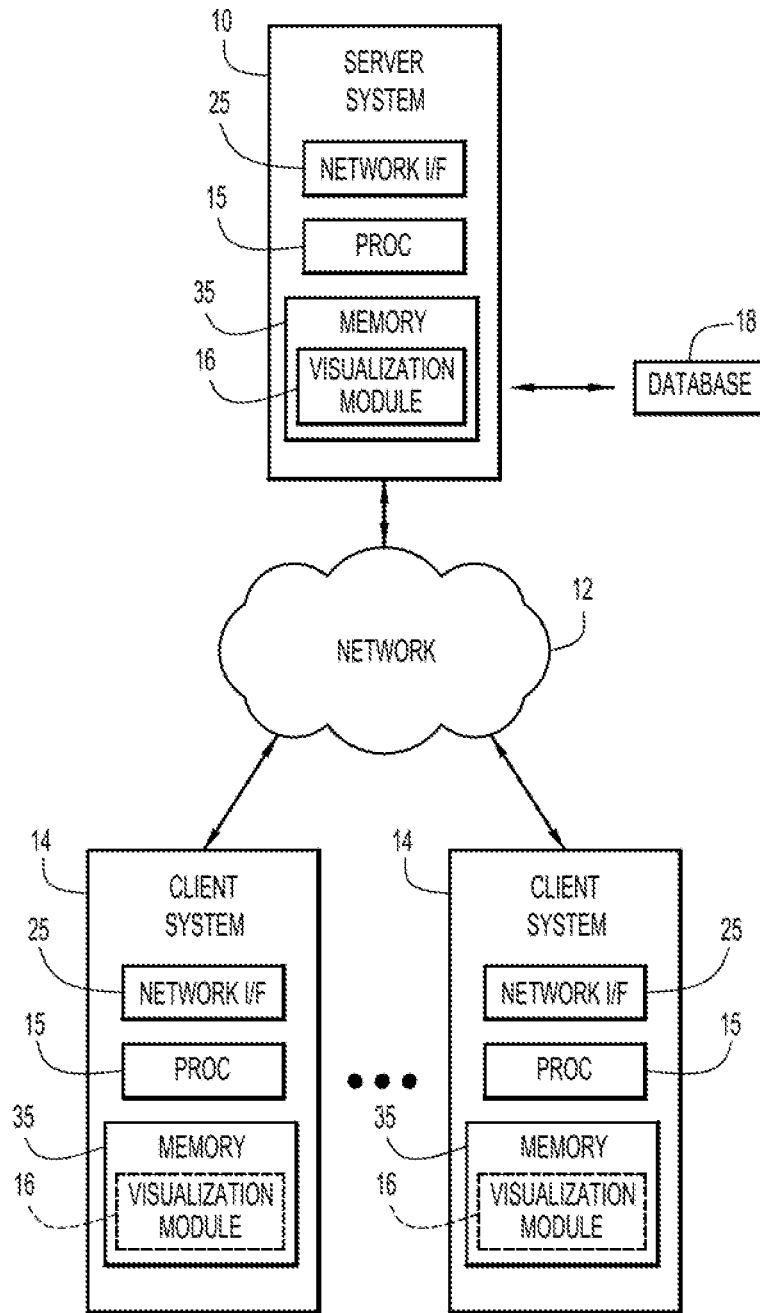 10
SERVER
SYSTEM
25
NETWORK I/F
15
PROC
35
MEMORY
16
VISUALIZATION
MODULE
18
DATABASE
12
NETWORK
14
CLIENT
SYSTEM
25
NETWORK I/F
15
PROC
35
MEMORY
16
VISUALIZATION
MODULE
14
CLIENT
SYSTEM
25
NETWORK I/F
15
PROC
35
MEMORY
16
VISUALIZATION
MODULE